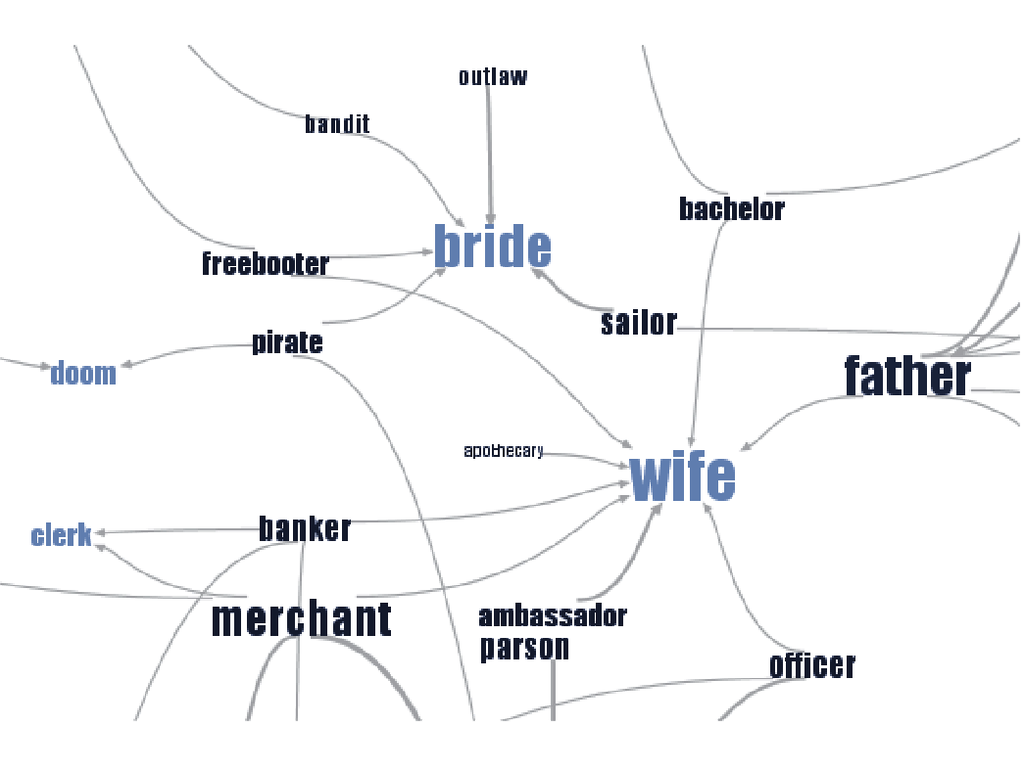 outlaw
bandit
bachelor
bride
freebooter
sailor
pirate
doom
father
apothecary
wife
banker
clerk
merchant
ambassador
parson
officer